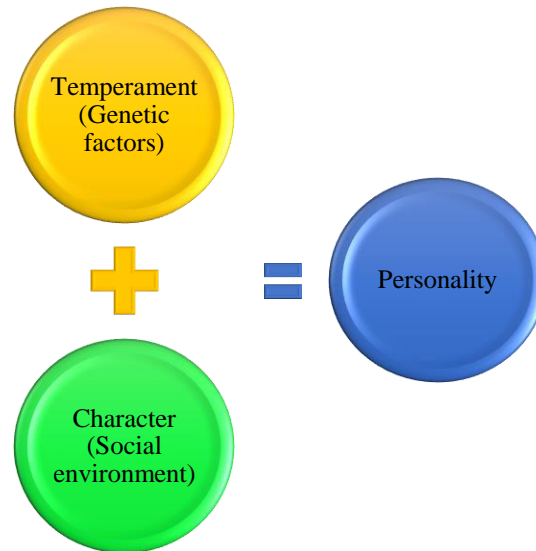 Temperament
(Genetic
factors)
Personality
Character
(Social
environment)